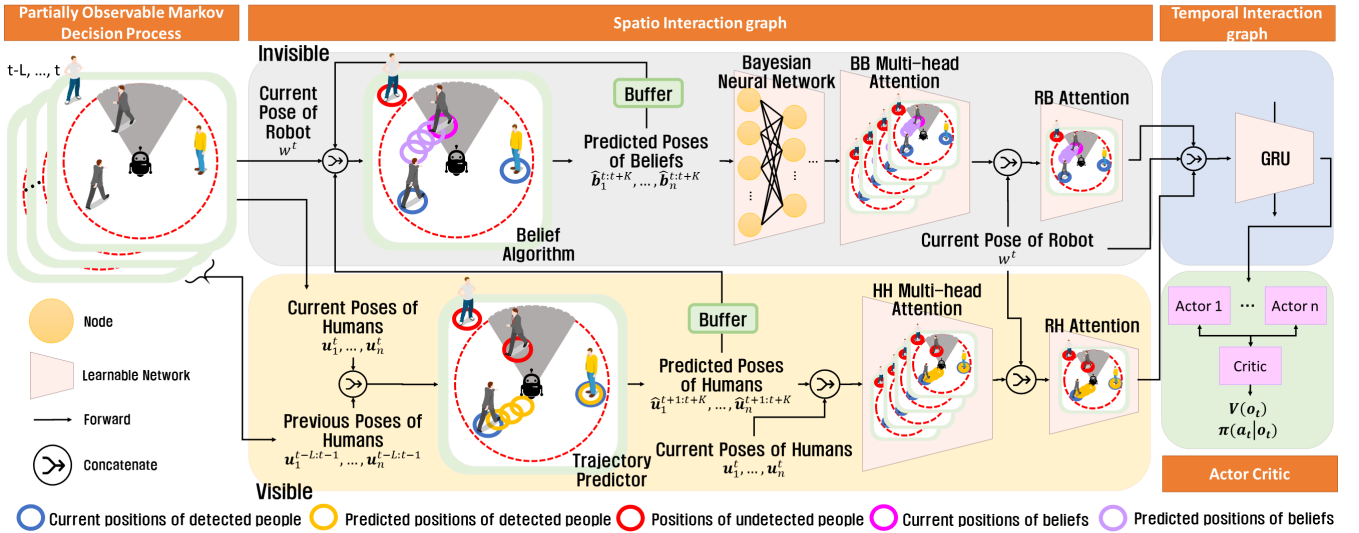 Partially Observable Markov
Decision Process
Spatio Interaction graph
Temporal Interaction
graph
t-L, ..., t
Invisible
Current
Pose of
Robot
w^t
Belief
Algorithm
Buffer
Predicted Poses
of Beliefs
b̂_1^{t:t+K}, ..., b̂_n^{t:t+K}
Bayesian
Neural Network
BB Multi-head
Attention
RB Attention
Current Pose of Robot
w^t
GRU
Node
Learnable Network
Forward
Concatenate
Current Poses of
Humans
u_1^t, ..., u_n^t
Previous Poses of
Humans
u_1^{t-L:t-1}, ..., u_n^{t-L:t-1}
Visible
Trajectory
Predictor
Buffer
Predicted Poses
of Humans
û_1^{t+1:t+K}, ..., û_n^{t+1:t+K}
Current Poses of Humans
u_1^t, ..., u_n^t
HH Multi-head
Attention
RH Attention
Actor 1
...
Actor n
Critic
V(o_t)
π(a_t|o_t)
Actor Critic
Current positions of detected people
Predicted positions of detected people
Positions of undetected people
Current positions of beliefs
Predicted positions of beliefs